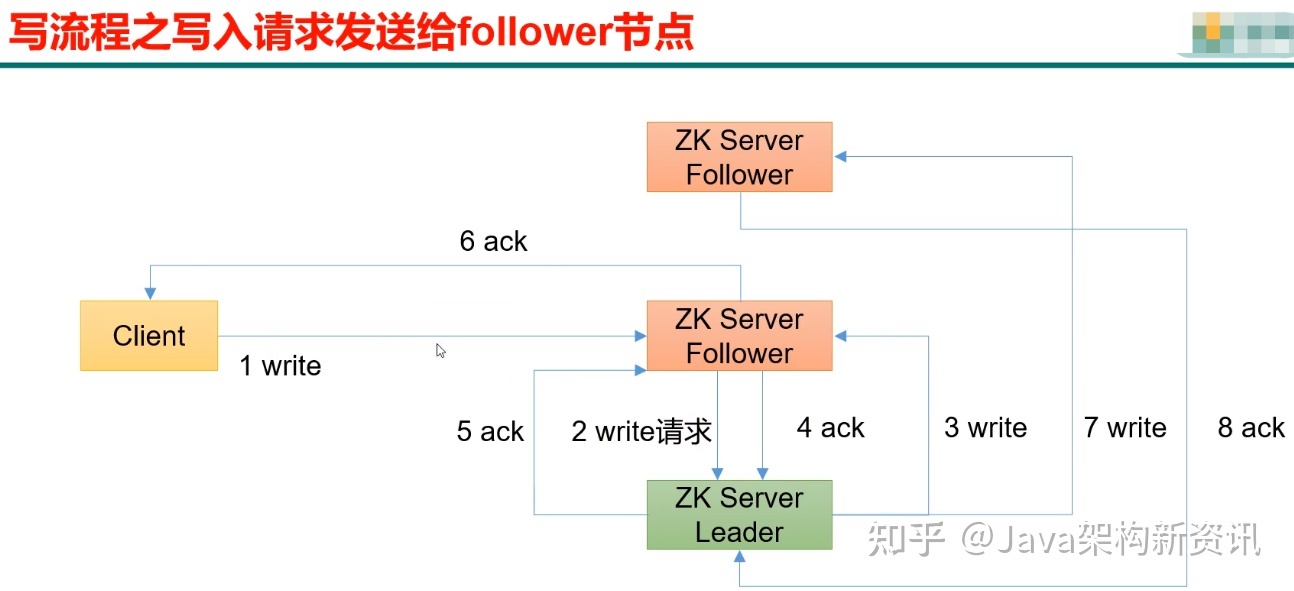 写流程之写入请求发送给follower节点
ZK Server
Follower
6 ack
Client
1 write
ZK Server
Follower
5 ack
2 write请求
4 ack
3 write
7 write
8 ack
ZK Server
Leader
知乎 @Java架构新资讯